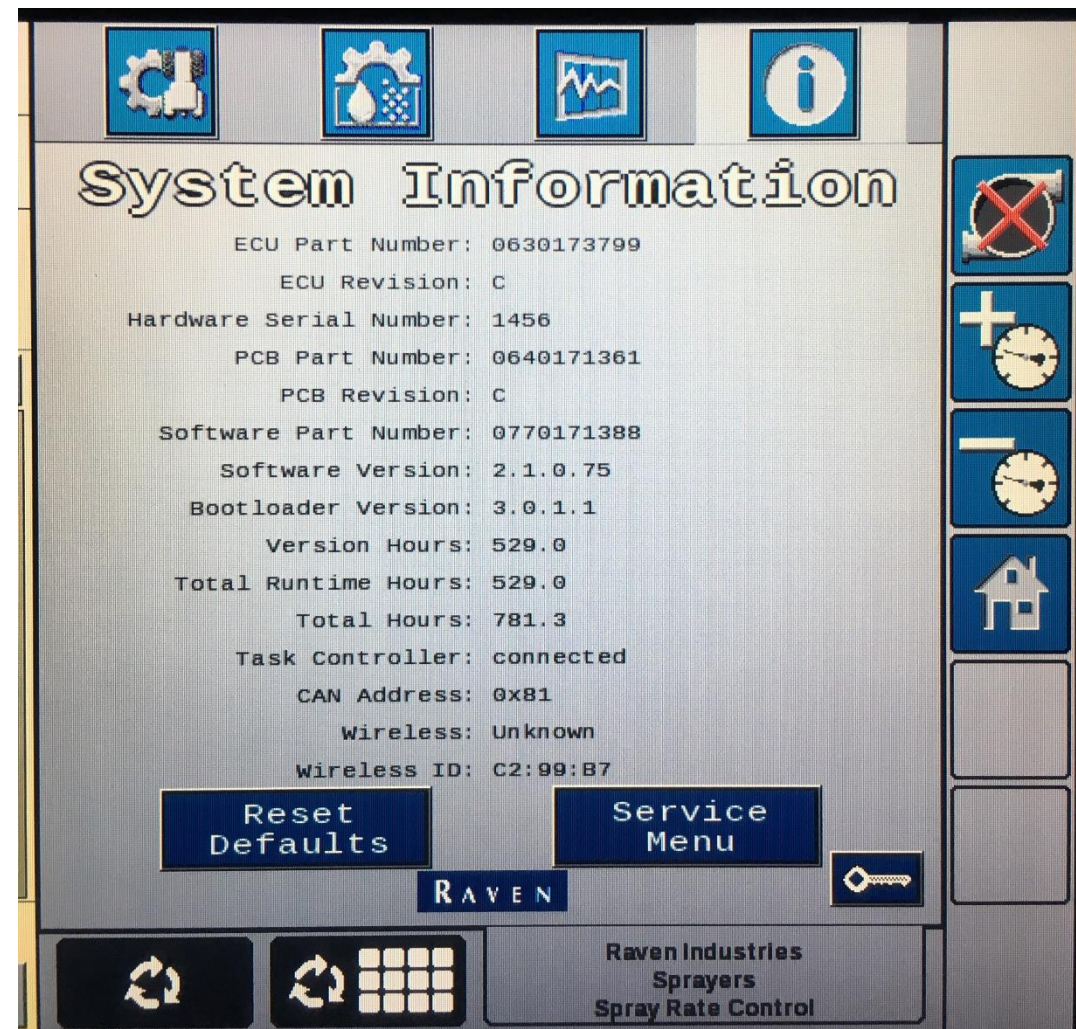 System Information
ECU Part Number: 0630173799
ECU Revision: C
Hardware Serial Number: 1456
PCB Part Number: 0640171361
PCB Revision: C
Software Part Number: 0770171388
Software Version: 2.1.0.75
Bootloader Version: 3.0.1.1
Version Hours: 529.0
Total Runtime Hours: 529.0
Total Hours: 781.3
Task Controller: connected
CAN Address: 0x81
Wireless: Unknown
Wireless ID: C2:99:B7
Reset
Defaults
Service
Menu
RAVEN
Raven Industries
Sprayers
Spray Rate Control